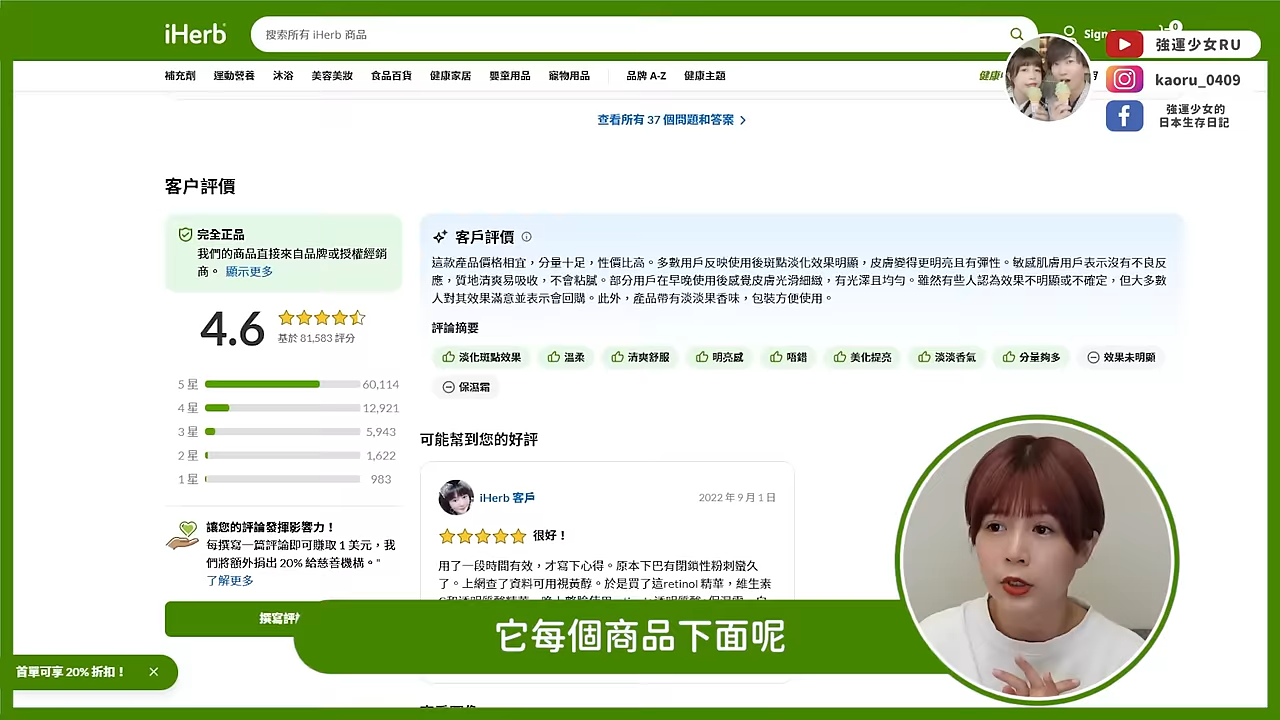 iHerb
搜索所有 iHerb 商品
Sign
0
強運少女RU
kaoru_0409
強運少女的
日本生存日記
補充劑 運動營養 沐浴 美容美妝 食品百貨 健康家居 嬰童用品 寵物用品 品牌 A-Z 健康主題
查看所有 37 個問題和答案
客户評價
完全正品
我們的商品直接來自品牌或授權經銷
商。 顯示更多
4.6
基於 81,583 評分
5 星 60,114
4 星 12,921
3 星 5,943
2 星 1,622
1 星 983
讓您的評論發揮影響力！
每撰寫一篇評論即可賺取 1 美元，我
們將額外捐出 20% 給慈善機構。"
了解更多
撰寫評
首單可享 20% 折扣！
客戶評價
這款產品價格相宜，分量十足，性價比高。多數用戶反映使用後斑點淡化效果明顯，皮膚變得更明亮且有彈性。敏感肌膚用戶表示沒有不良反
應，質地清爽易吸收，不會粘膩。部分用戶在早晚使用後感覺皮膚光滑細緻，有光澤且均勻。雖然有些人認為效果不明顯或不確定，但大多數
人對其效果滿意並表示會回購。此外，產品帶有淡淡果香味，包裝方便使用。
評論摘要
淡化斑點效果 溫柔 清爽舒服 明亮感 唔錯 美化提亮 淡淡香氣 分量夠多 效果未明顯
保濕霜
可能幫到您的好評
iHerb 客戶
2022 年 9 月 1 日
很好！
用了一段時間有效，才寫下心得。原本下巴有閉鎖性粉刺蠻久
了。上網查了資料可用視黃醇。於是買了這retinol 精華，維生素
它每個商品下面呢